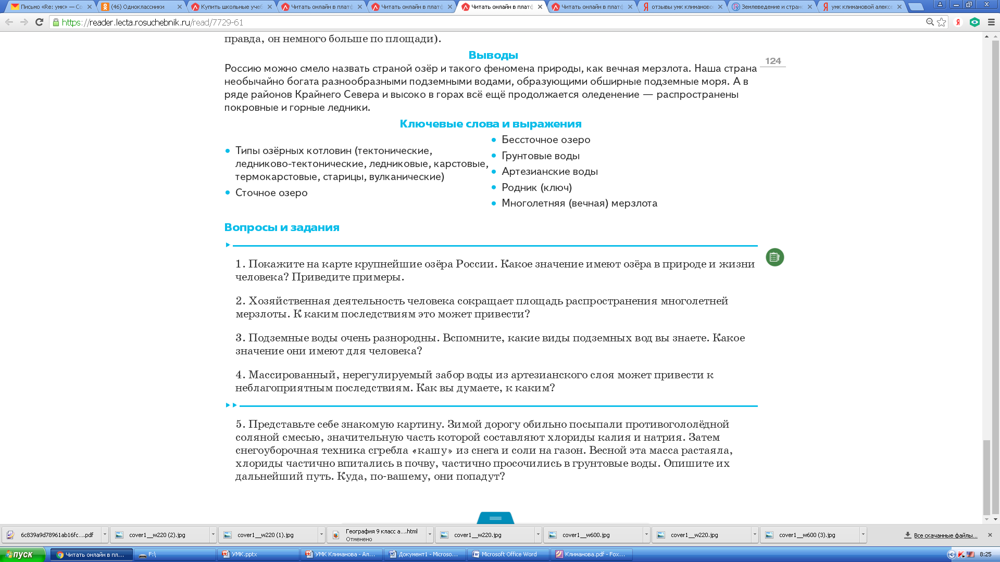 Письмо «Re: умк» — Со
(46) Одноклассники
Купить школьные учеб
Читать онлайн в платф
Читать онлайн в платф
Читать онлайн в платф
Читать онлайн в платф
отзывы умк климаново
Землеведение и стран
умк климановой алексе
https://reader.lecta.rosuchebnik.ru/read/7729-61
правда, он немного больше по площади).
Выводы
124
Россию можно смело назвать страной озёр и такого феномена природы, как вечная мерзлота. Наша страна
необычайно богата разнообразными подземными водами, образующими обширные подземные моря. А в
ряде районов Крайнего Севера и высоко в горах всё ещё продолжается оледенение — распространены
покровные и горные ледники.
Ключевые слова и выражения
Типы озёрных котловин (тектонические,
ледниково-тектонические, ледниковые, карстовые,
термокарстовые, старицы, вулканические)
Сточное озеро
Бессточное озеро
Грунтовые воды
Артезианские воды
Родник (ключ)
Многолетняя (вечная) мерзлота
Вопросы и задания
1. Покажите на карте крупнейшие озёра России. Какое значение имеют озёра в природе и жизни
человека? Приведите примеры.
2. Хозяйственная деятельность человека сокращает площадь распространения многолетней
мерзлоты. К каким последствиям это может привести?
3. Подземные воды очень разнородны. Вспомните, какие виды подземных вод вы знаете. Какое
значение они имеют для человека?
4. Массированный, нерегулируемый забор воды из артезианского слоя может привести к
неблагоприятным последствиям. Как вы думаете, к каким?
5. Представьте себе знакомую картину. Зимой дорогу обильно посыпали противогололёдной
соляной смесью, значительную часть которой составляют хлориды калия и натрия. Затем
снегоуборочная техника сгребла «кашу» из снега и соли на газон. Весной эта масса растаяла,
хлориды частично впитались в почву, частично просочились в грунтовые воды. Опишите их
дальнейший путь. Куда, по-вашему, они попадут?
6c839a9d78961ab16fc....pdf
cover1__w220 (2).jpg
cover1__w220 (1).jpg
География 9 класс а....html
Отменено
cover1__w220.jpg
cover1__w600.jpg
cover1__w220.jpg
cover1__w600 (3).jpg
Все скачанные файлы...
пуск
Читать онлайн в пл...
F:\
УМК.pptx
УМК Климанова - Ал...
Документ1 - Microso...
Microsoft Office Word
Климанова.pdf - Fox...
8:25